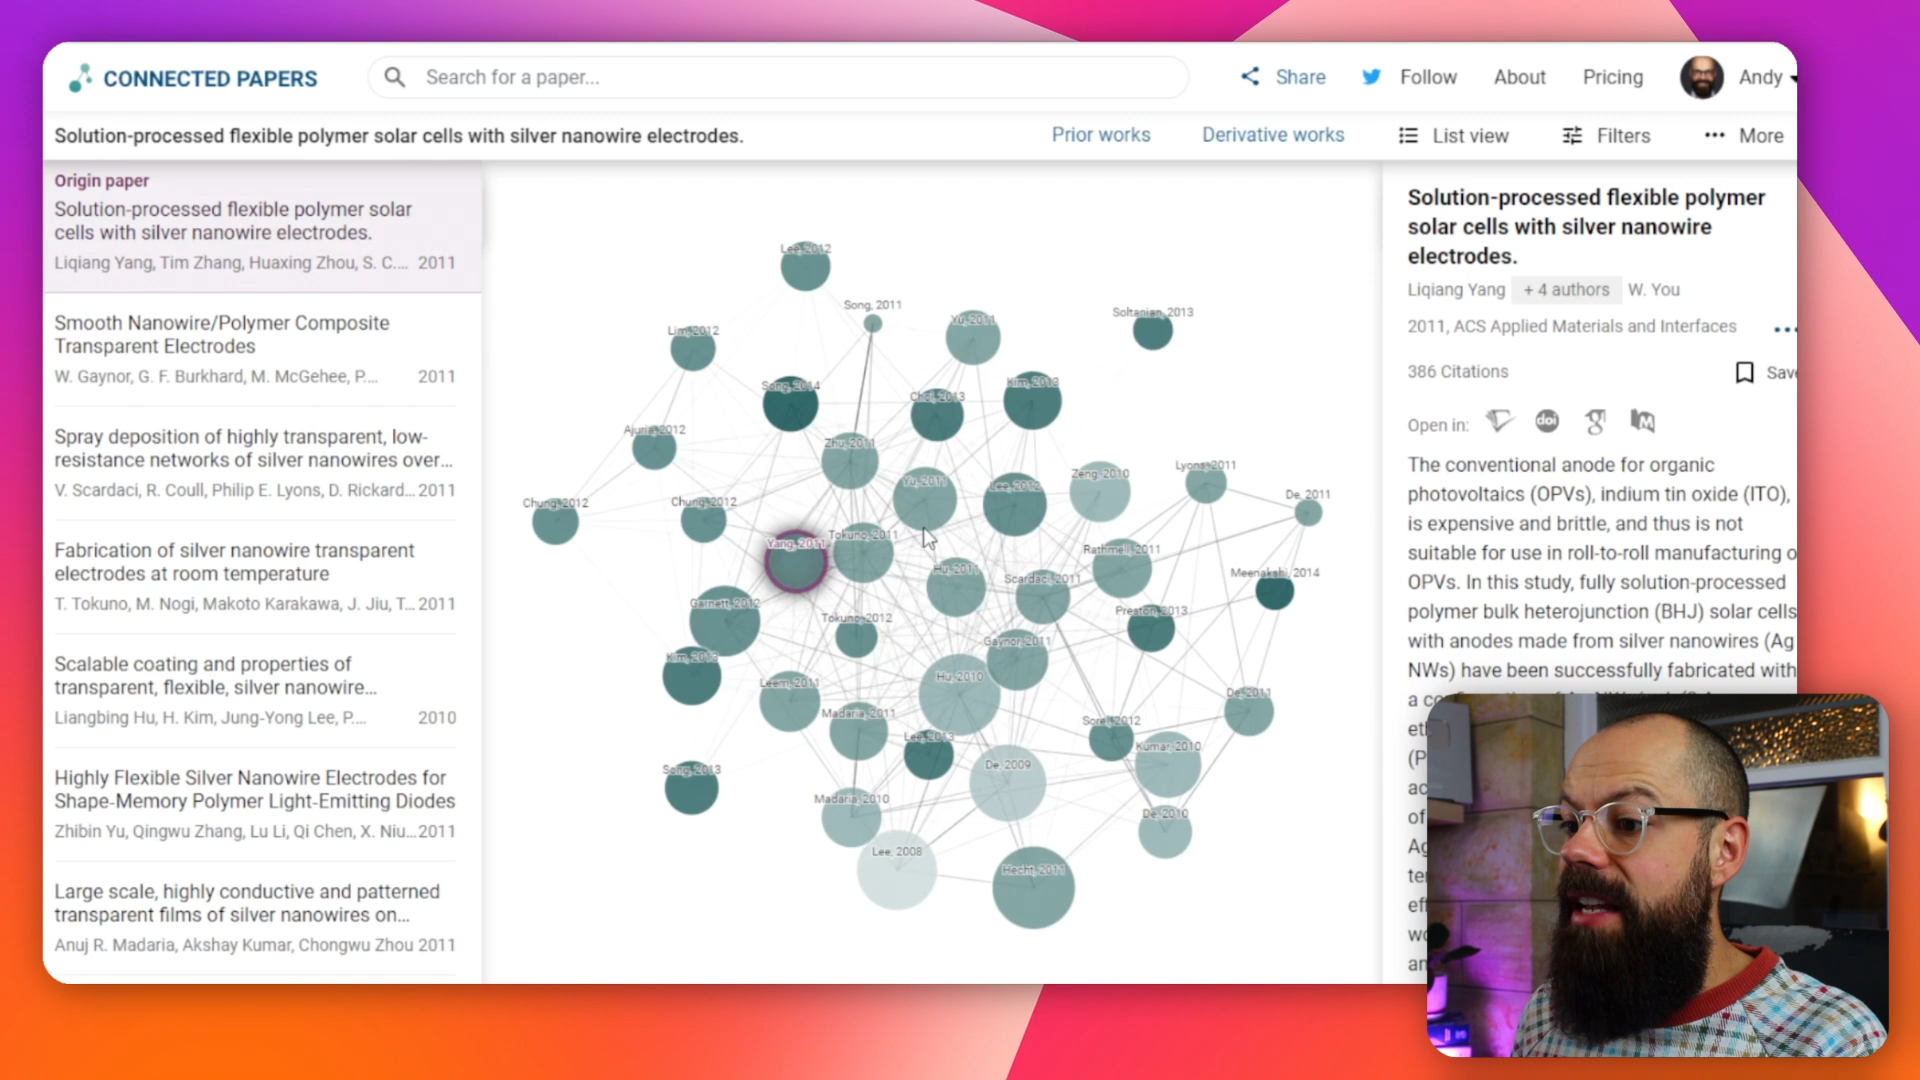 CONNECTED PAPERS
Search for a paper...
Share
Follow
About
Pricing
Andy
Solution-processed flexible polymer solar cells with silver nanowire electrodes.
Prior works
Derivative works
List view
Filters
More
Origin paper
Solution-processed flexible polymer solar
cells with silver nanowire electrodes.
Liqiang Yang, Tim Zhang, Huaxing Zhou, S. C.... 2011
Smooth Nanowire/Polymer Composite
Transparent Electrodes
W. Gaynor, G. F. Burkhard, M. McGehee, P.... 2011
Spray deposition of highly transparent, low-
resistance networks of silver nanowires over...
V. Scardaci, R. Coull, Philip E. Lyons, D. Rickard... 2011
Fabrication of silver nanowire transparent
electrodes at room temperature
T. Tokuno, M. Nogi, Makoto Karakawa, J. Jiu, T... 2011
Scalable coating and properties of
transparent, flexible, silver nanowire...
Liangbing Hu, H. Kim, Jung-Yong Lee, P.... 2010
Highly Flexible Silver Nanowire Electrodes for
Shape-Memory Polymer Light-Emitting Diodes
Zhibin Yu, Qingwu Zhang, Lu Li, Qi Chen, X. Niu... 2011
Large scale, highly conductive and patterned
transparent films of silver nanowires on...
Anuj R. Madaria, Akshay Kumar, Chongwu Zhou 2011
Lee, 2012
Song, 2011
Soltanian, 2013
Yu, 2011
Lim, 2012
Song, 2014
Kim, 2013
Choi, 2013
Ajuria, 2012
Zhu, 2011
Lyons, 2011
Zeng, 2010
Yu, 2011
Lee, 2012
De, 2011
Chung, 2012
Chung, 2012
Tokuno, 2011
Yang, 2011
Rathmell, 2011
Hu, 2011
Scardaci, 2011
Meenakshi, 2014
Garnett, 2012
Preston, 2013
Tokuno, 2012
Gaynor, 2011
Kim, 2013
Hu, 2010
Leem, 2011
De, 2011
Madaria, 2011
Sorel, 2012
Lee, 2013
Kumar, 2010
De, 2009
Song, 2013
Madaria, 2010
De, 2010
Lee, 2008
Hecht, 2011
Solution-processed flexible polymer
solar cells with silver nanowire
electrodes.
Liqiang Yang + 4 authors W. You
2011, ACS Applied Materials and Interfaces
386 Citations
Save
Open in:
doi
The conventional anode for organic
photovoltaics (OPVs), indium tin oxide (ITO),
is expensive and brittle, and thus is not
suitable for use in roll-to-roll manufacturing o
OPVs. In this study, fully solution-processed
polymer bulk heterojunction (BHJ) solar cells
with anodes made from silver nanowires (Ag
NWs) have been successfully fabricated with